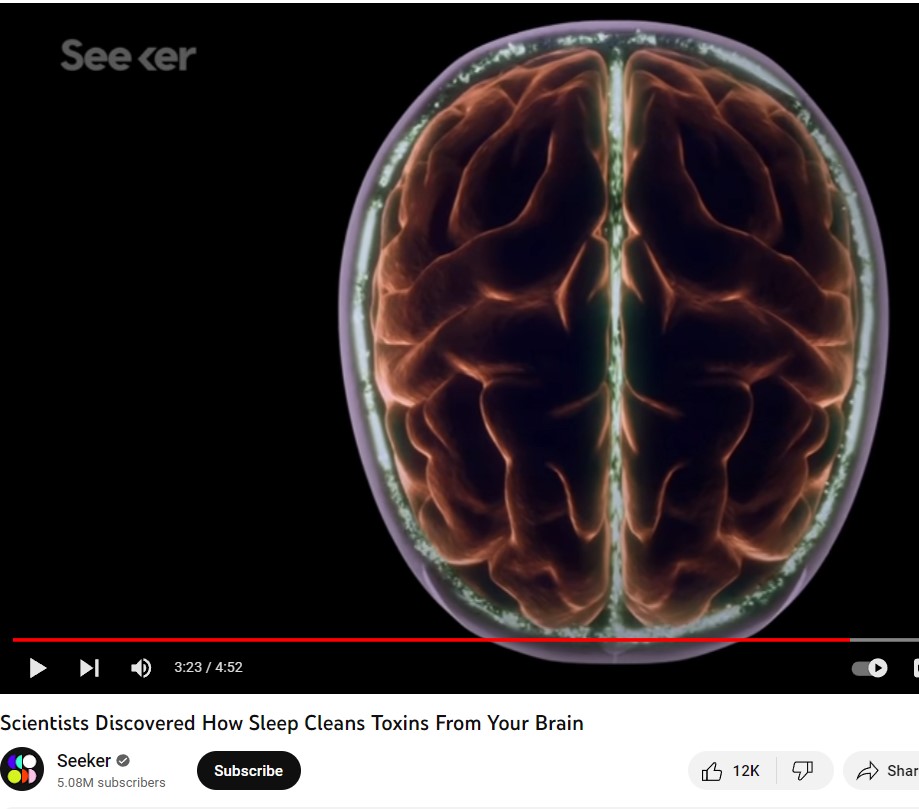 Seeker
3:23 / 4:52
Scientists Discovered How Sleep Cleans Toxins From Your Brain
Seeker
5.08M subscribers
Subscribe
12K
Shar